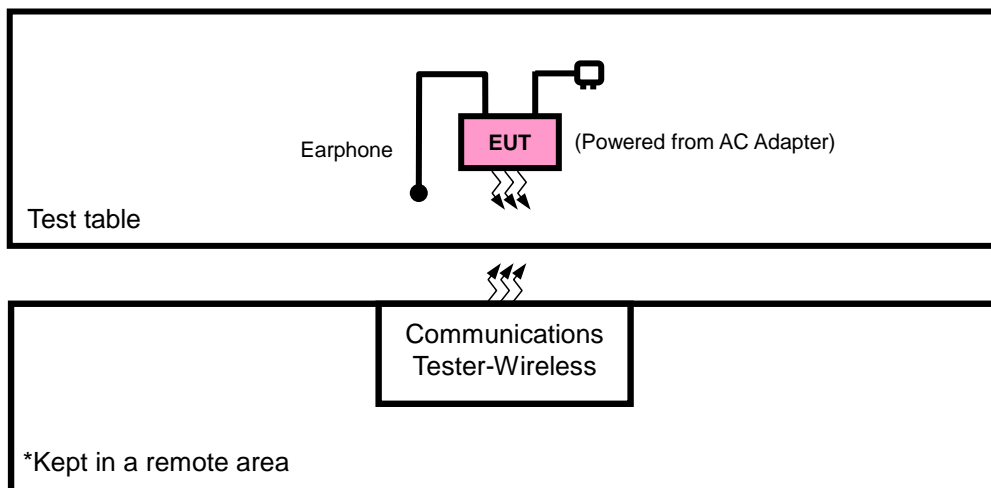 Earphone
EUT
(Powered from AC Adapter)
Test table
Communications
Tester-Wireless
*Kept in a remote area